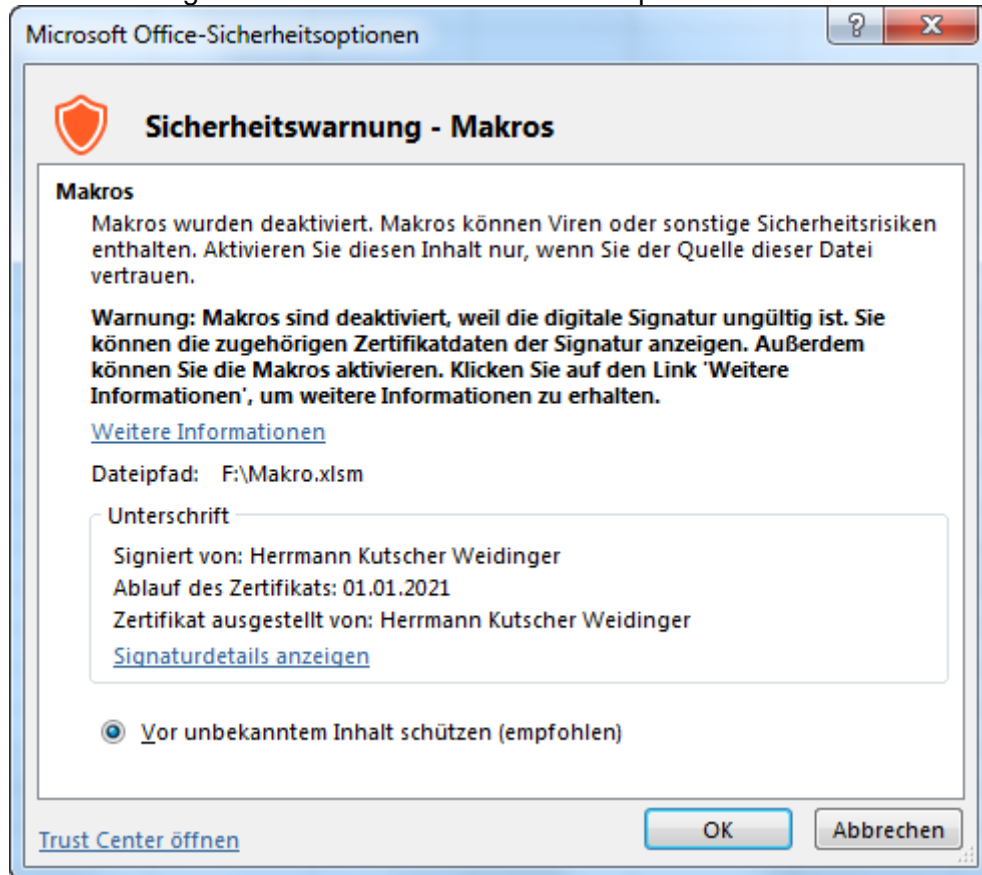 Microsoft Office-Sicherheitsoptionen
Sicherheitswarnung - Makros
Makros
Makros wurden deaktiviert. Makros können Viren oder sonstige Sicherheitsrisiken
enthalten. Aktivieren Sie diesen Inhalt nur, wenn Sie der Quelle dieser Datei
vertrauen.
Warnung: Makros sind deaktiviert, weil die digitale Signatur ungültig ist. Sie
können die zugehörigen Zertifikatdaten der Signatur anzeigen. Außerdem
können Sie die Makros aktivieren. Klicken Sie auf den Link 'Weitere
Informationen', um weitere Informationen zu erhalten.
Weitere Informationen
Dateipfad: F:\Makro.xlsm
Unterschrift
Signiert von: Herrmann Kutscher Weidinger
Ablauf des Zertifikats: 01.01.2021
Zertifikat ausgestellt von: Herrmann Kutscher Weidinger
Signaturdetails anzeigen
Vor unbekanntem Inhalt schützen (empfohlen)
Trust Center öffnen
OK
Abbrechen